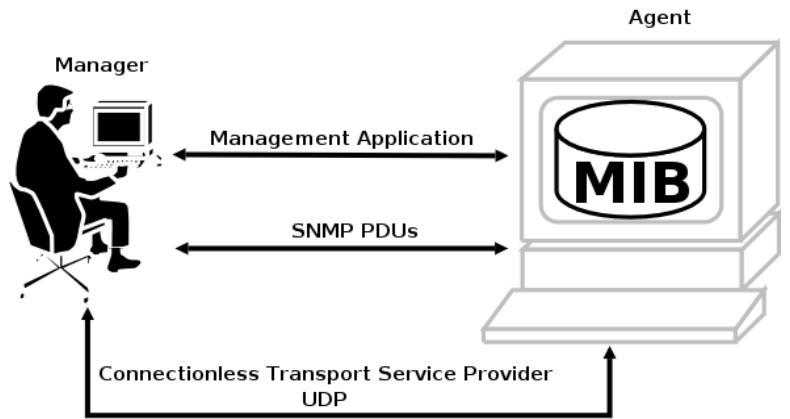 Agent
Manager
Management Application
MIB
SNMP PDUs
Connectionless Transport Service Provider
UDP